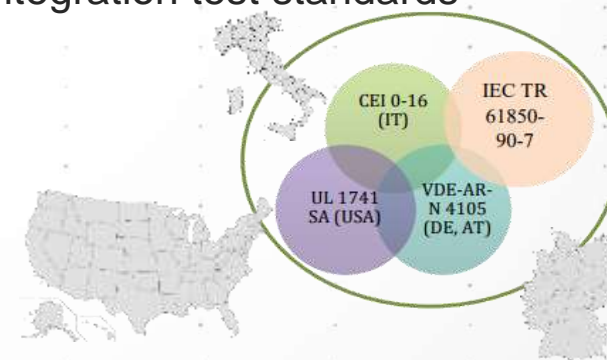 ntegration test standards
CEI 0-16
(IT)
IEC TR
61850-
90-7
UL 1741
SA (USA)
VDE-AR-
N 4105
(DE, AT)